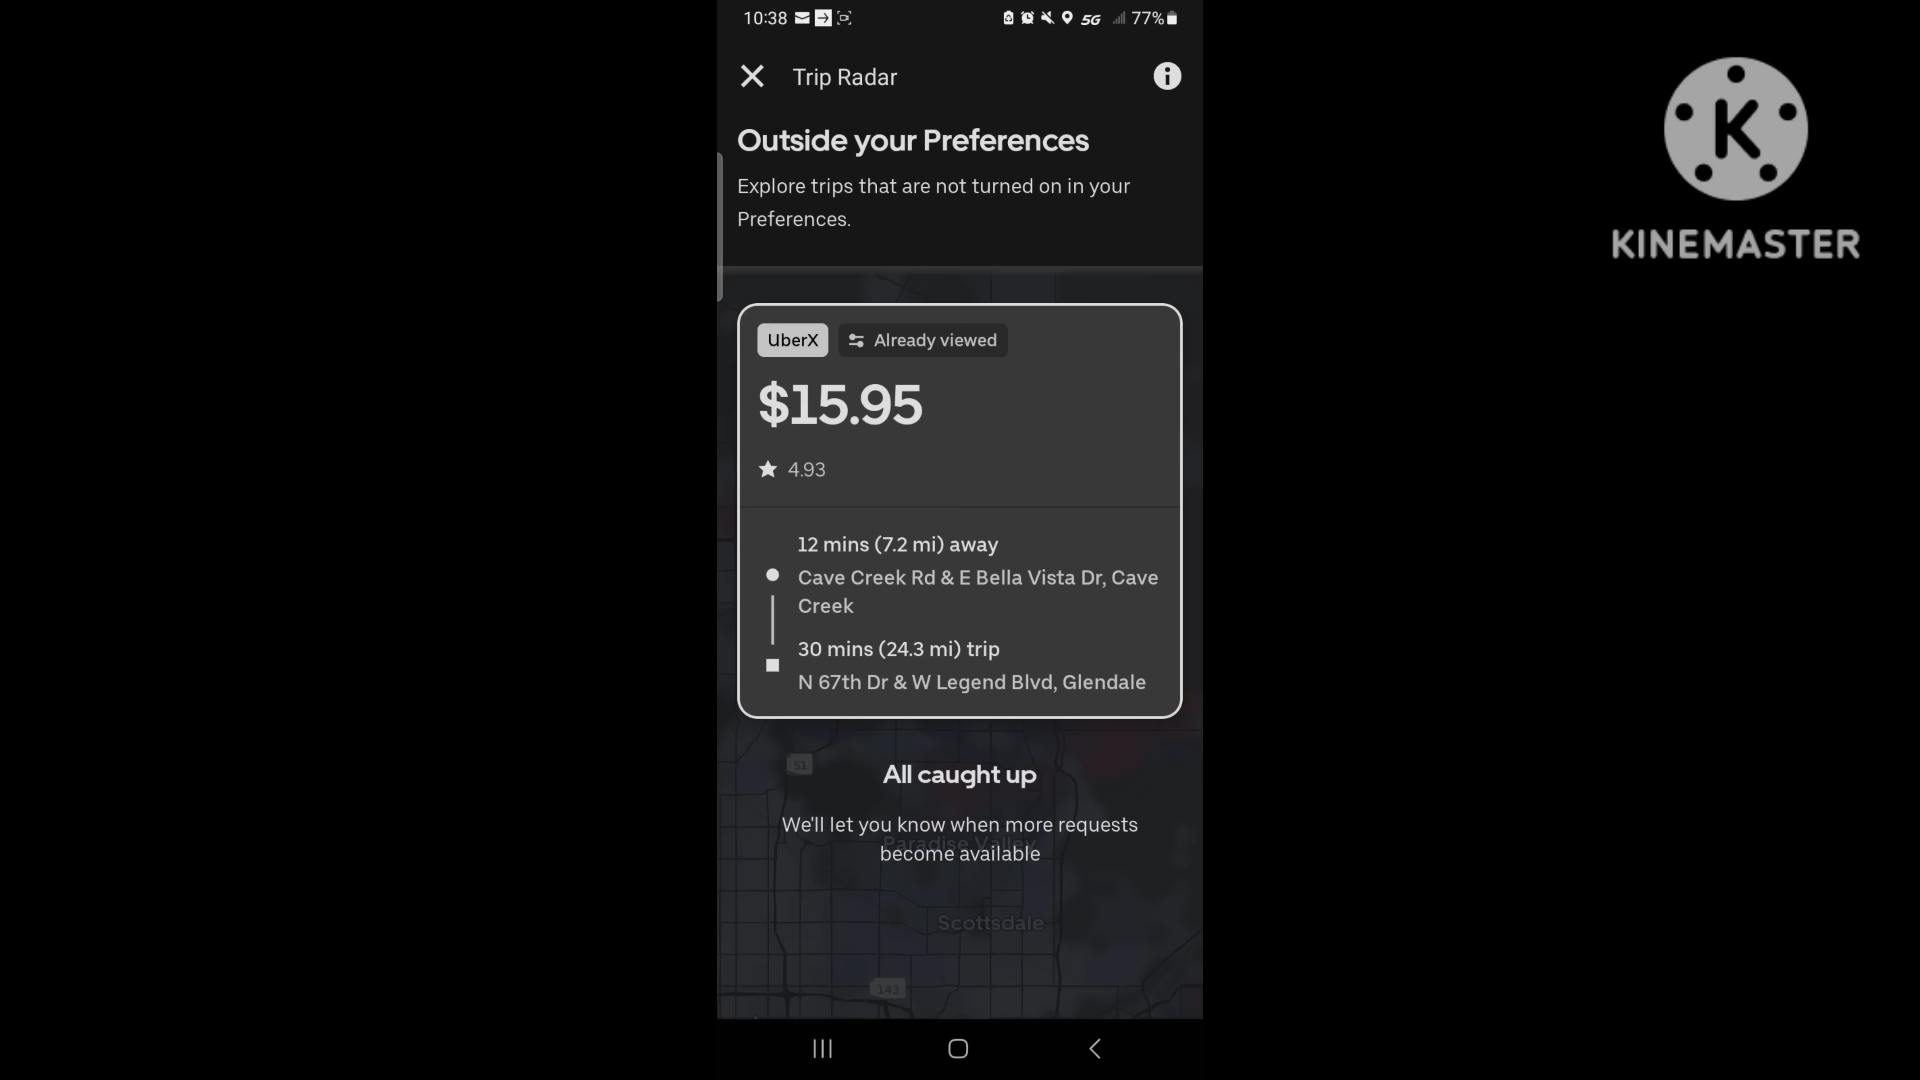 10:38
5G
77%
Trip Radar
Outside your Preferences
Explore trips that are not turned on in your
Preferences.
UberX
Already viewed
$15.95
4.93
12 mins (7.2 mi) away
Cave Creek Rd & E Bella Vista Dr, Cave
Creek
30 mins (24.3 mi) trip
N 67th Dr & W Legend Blvd, Glendale
51
All caught up
We'll let you know when more requests
Paradise Valley
become available
Scottsdale
143
K
KINEMASTER